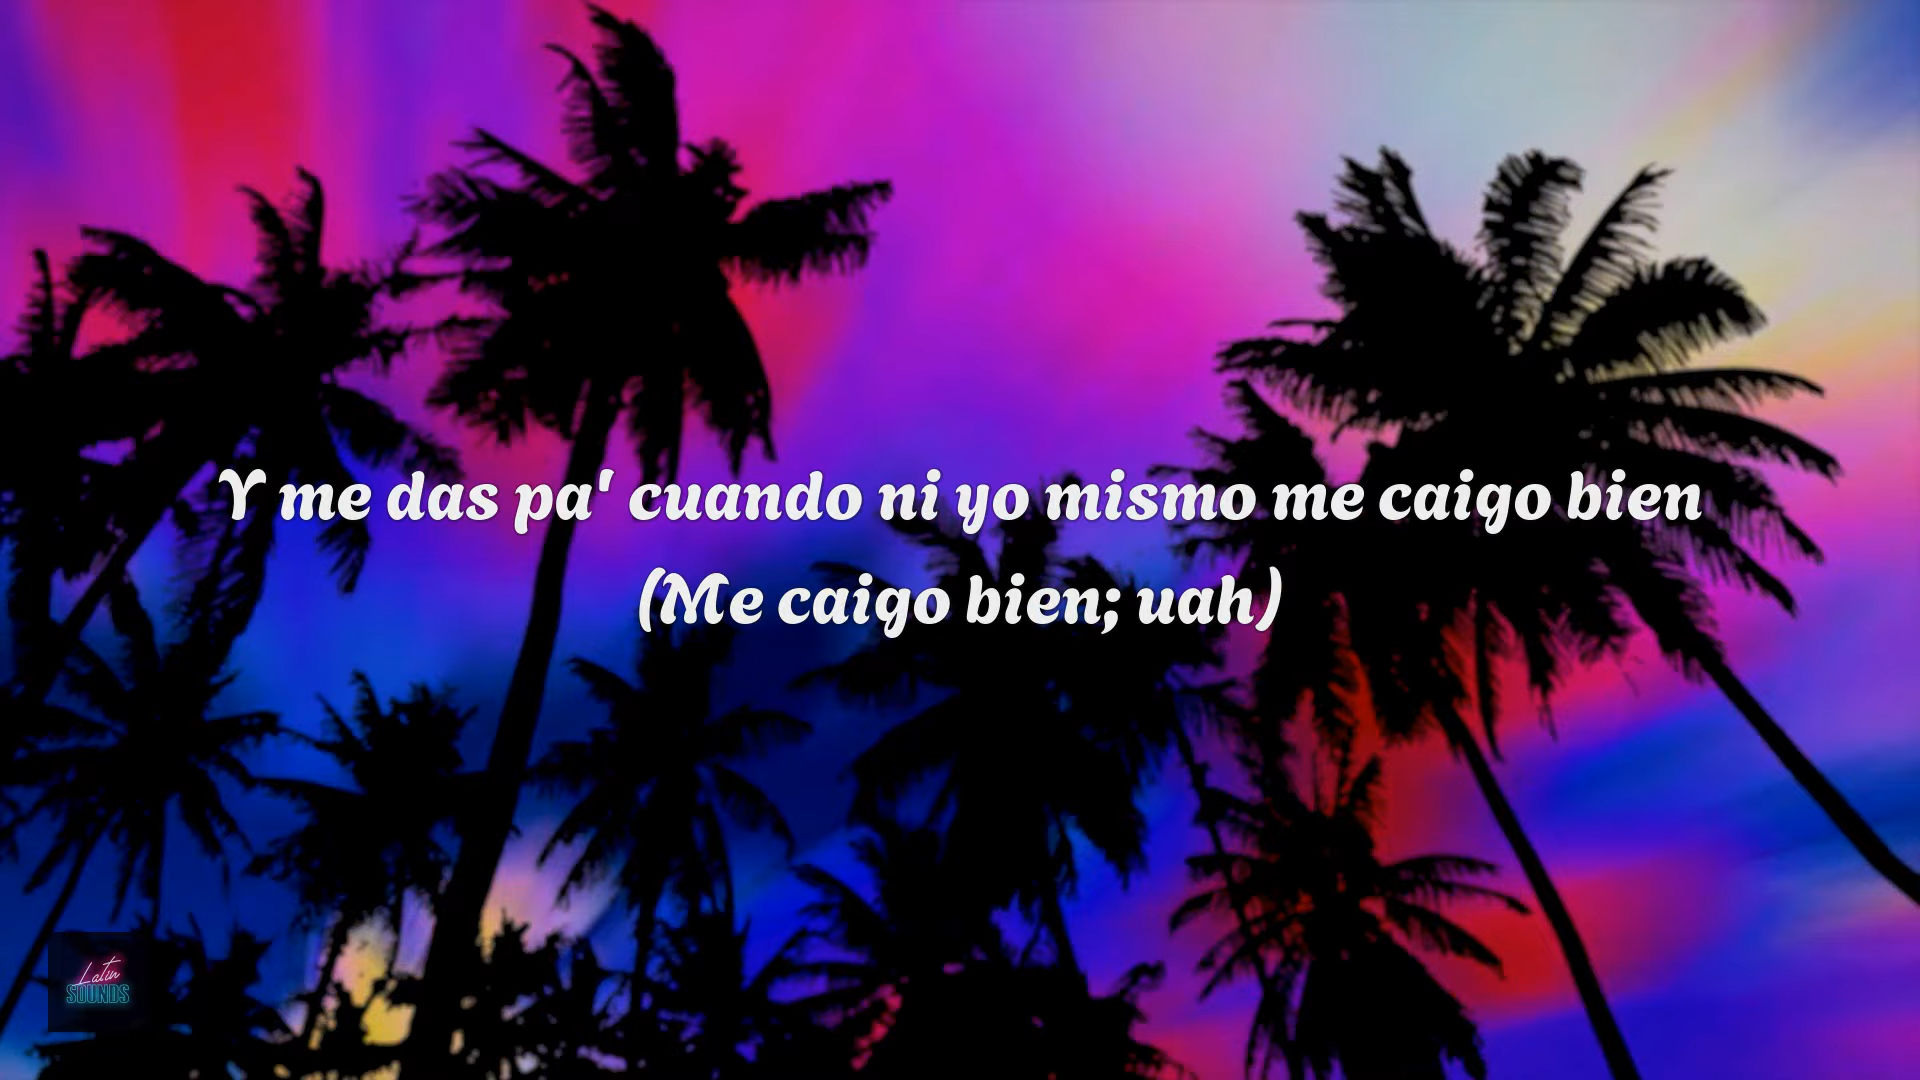 Y me das pa' cuando ni yo mismo me caigo bien
(Me caigo bien; uah)
Latin
SOUNDS